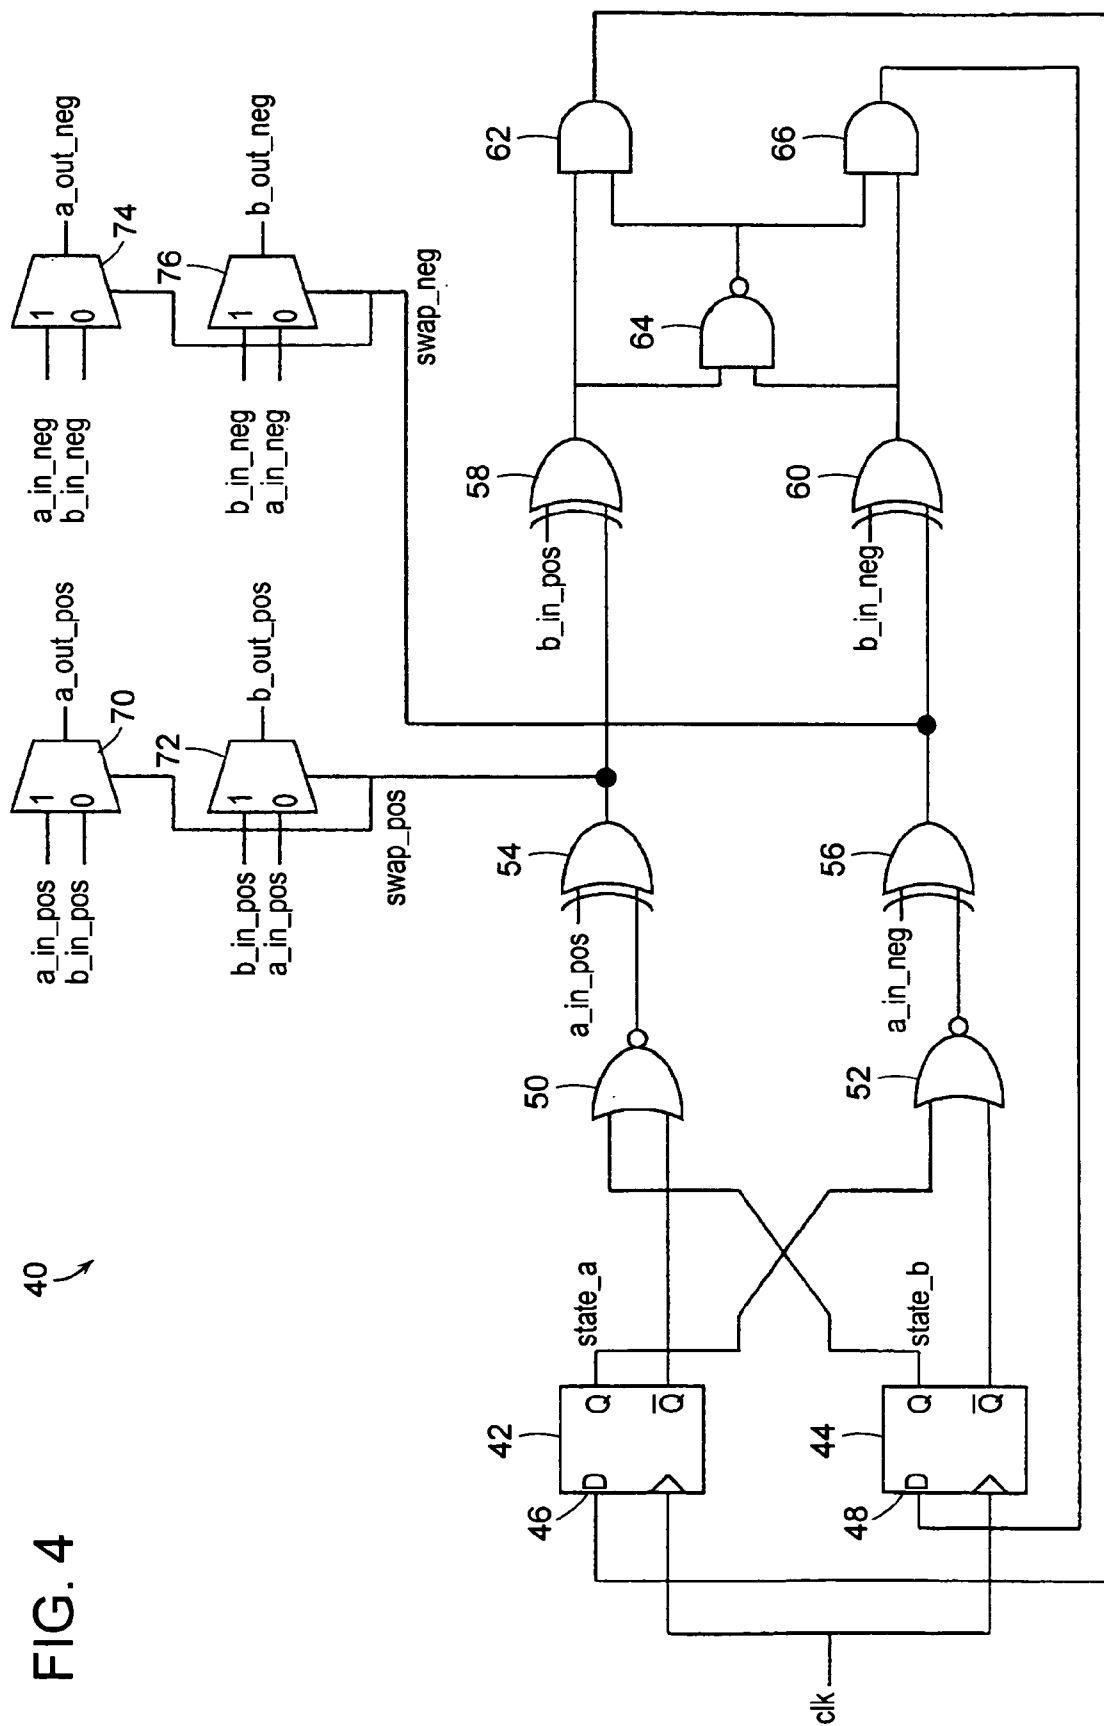 FIG. 4
40
a_in_pos
b_in_pos
1
0
a_out_pos
70
72
b_in_pos
a_in_pos
1
0
b_out_pos
swap_pos
a_in_neg
b_in_neg
1
0
a_out_neg
74
76
b_in_neg
a_in_neg
1
0
b_out_neg
swap_neg
42
46
D
Q
Q̅
state_a
50
a_in_pos
54
b_in_pos
58
62
64
clk
44
48
D
Q
Q̅
state_b
52
a_in_neg
56
b_in_neg
60
66